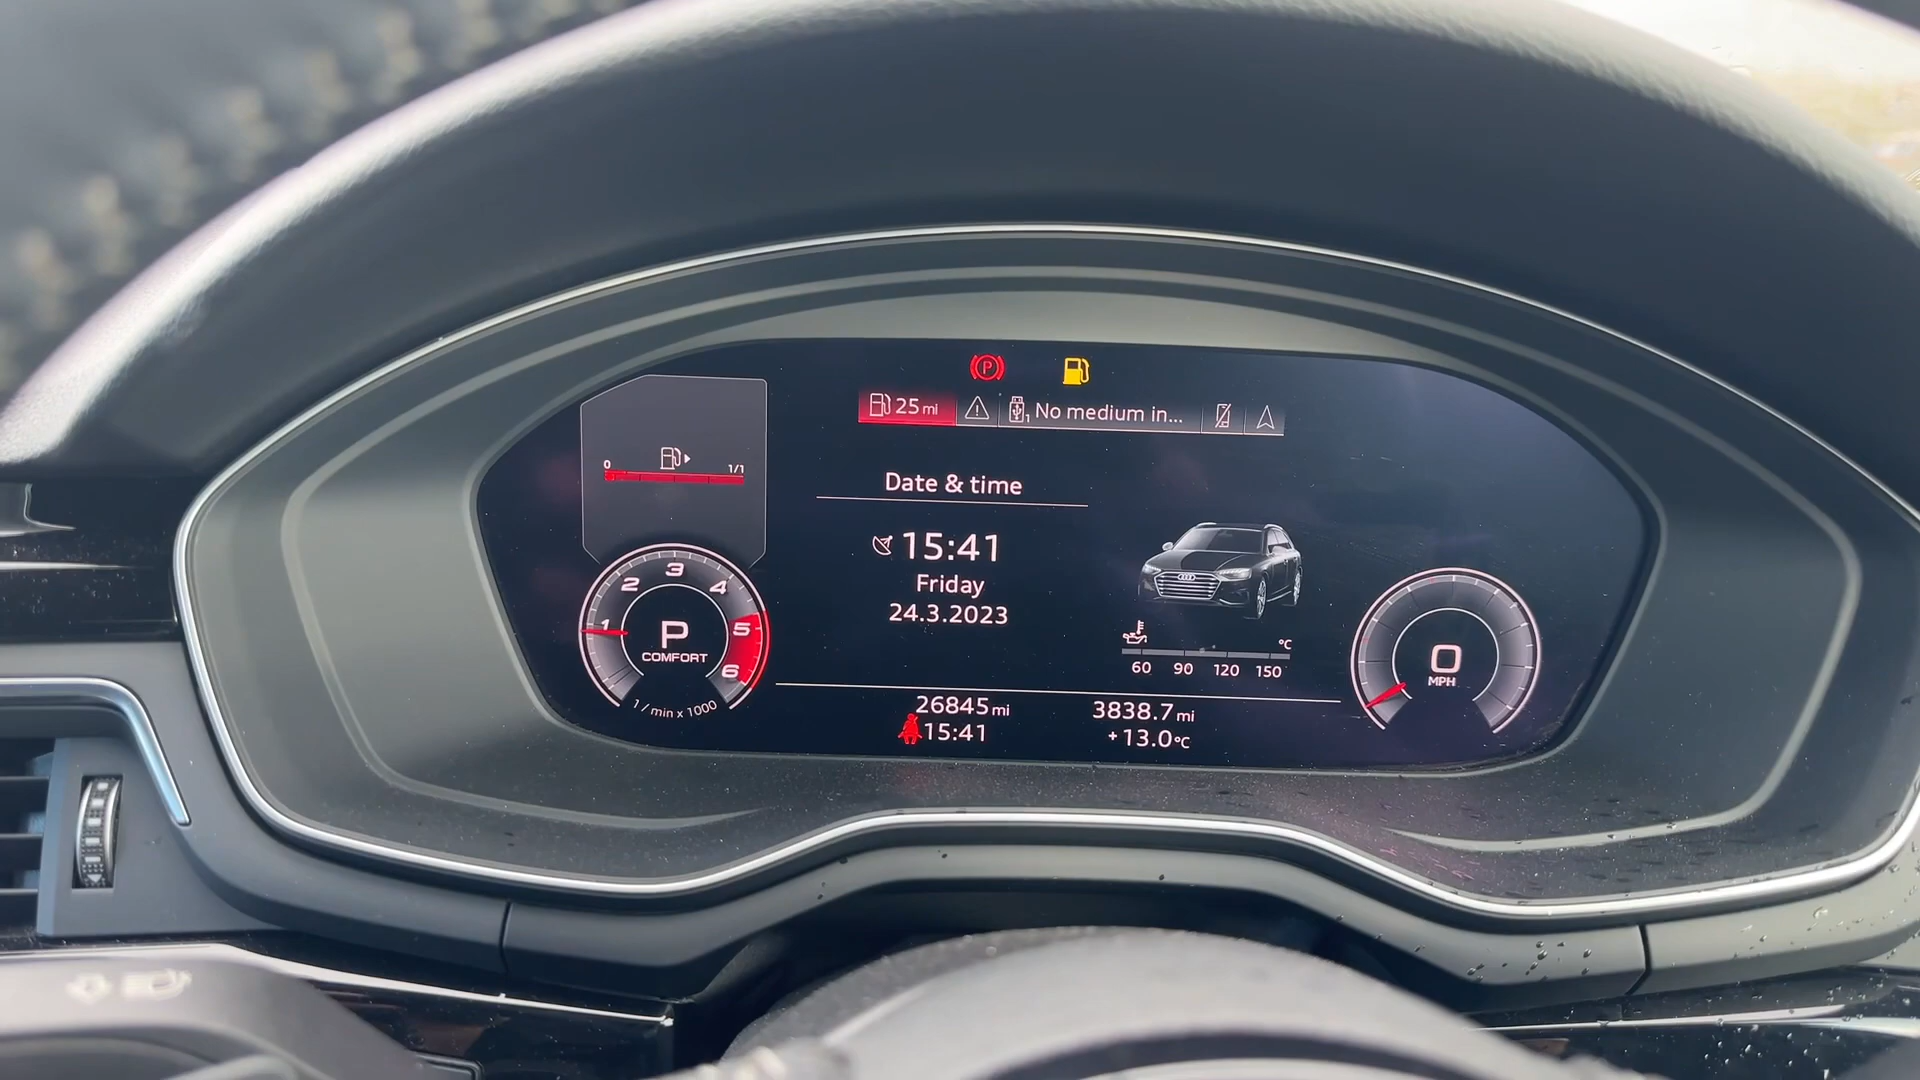 25 mi
1 No medium in...
0 1/1
Date & time
15:41
Friday
24.3.2023
1 2 3 4 5 6
P
COMFORT
1 / min x 1000
°C
60 90 120 150
0
MPH
26845 mi 3838.7 mi
15:41 +13.0 °C